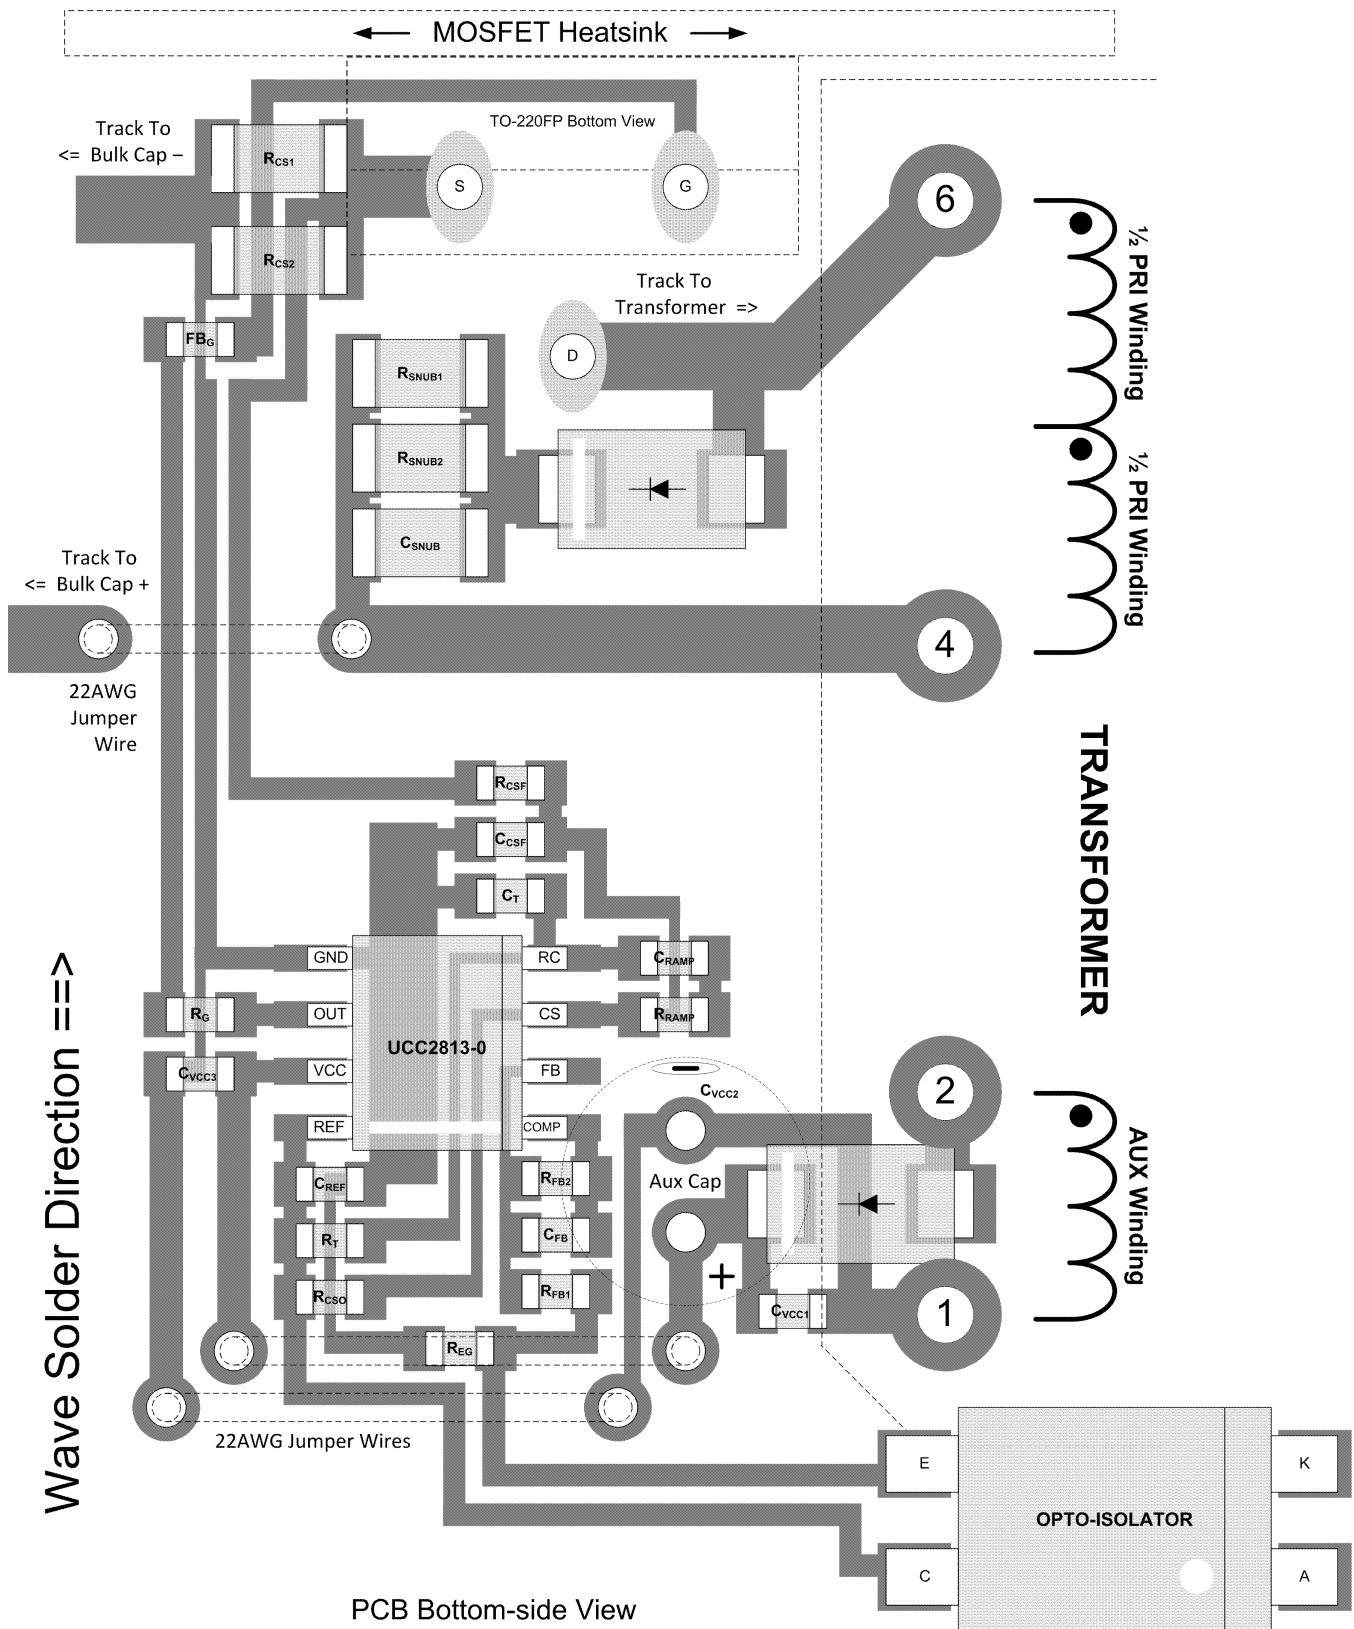 MOSFET Heatsink
TO-220FP Bottom View
Track To
<= Bulk Cap –
RCS1
S
G
6
½ PRI Winding
RCS2
Track To
Transformer =>
FBG
D
RSNUB1
RSNUB2
CSNUB
½ PRI Winding
Track To
<= Bulk Cap +
4
22AWG
Jumper
Wire
TRANSFORMER
RCSF
CCSF
CT
GND
RC
CRAMP
OUT
CS
RG
RRAMP
UCC2813-0
VCC
FB
CVCC3
CVCC2
–
2
REF
COMP
AUX Winding
CREF
RFB2
Aux Cap
RT
CFB
+
RCSO
RFB1
CVCC1
1
REG
22AWG Jumper Wires
Wave Solder Direction ==>
E
K
OPTO-ISOLATOR
C
A
PCB Bottom-side View